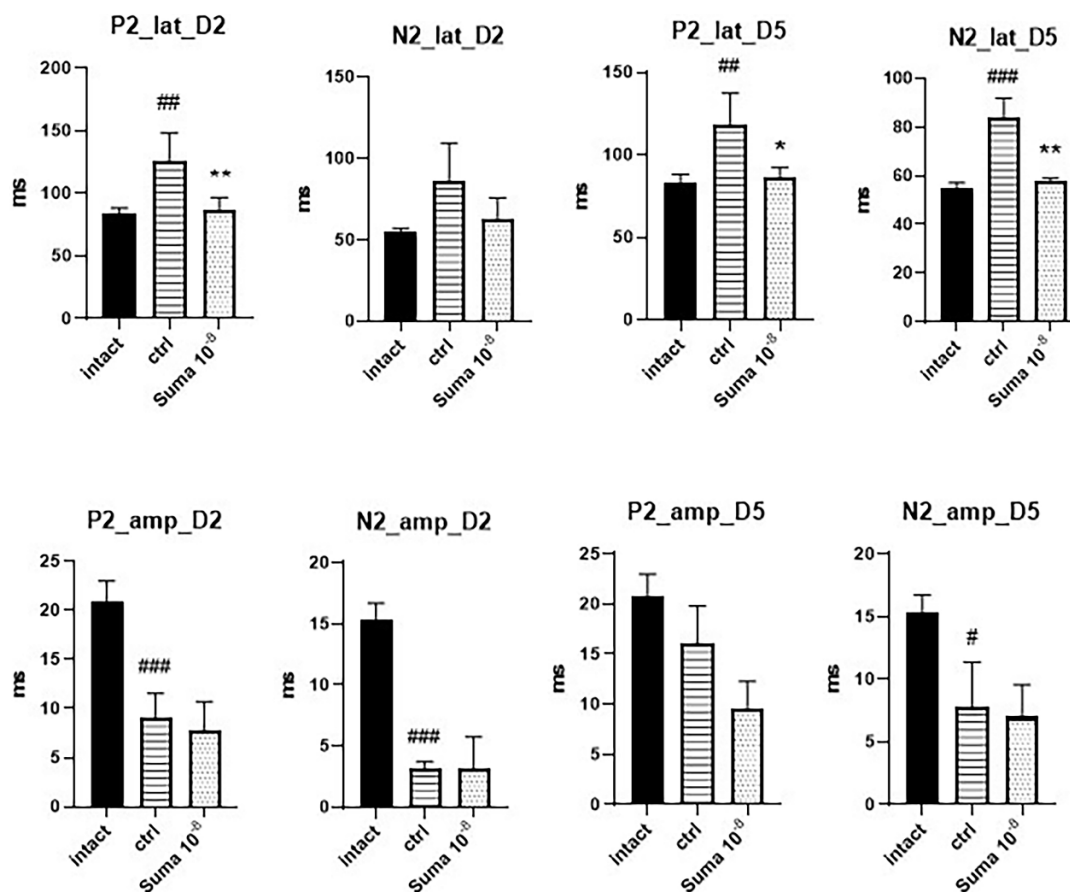 P2_lat_D2
200
150
100
50
0
ms
##
**
intact
ctrl
Suma 10⁻⁸
N2_lat_D2
150
100
50
0
ms
intact
ctrl
Suma 10⁻⁸
P2_lat_D5
150
100
50
0
ms
##
*
intact
ctrl
Suma 10⁻⁸
N2_lat_D5
100
80
60
40
20
0
ms
###
**
intact
ctrl
Suma 10⁻⁸
P2_amp_D2
25
20
15
10
5
0
ms
###
intact
ctrl
Suma 10⁻⁸
N2_amp_D2
20
15
10
5
0
ms
###
intact
ctrl
Suma 10⁻⁸
P2_amp_D5
25
20
15
10
5
0
ms
intact
ctrl
Suma 10⁻⁸
N2_amp_D5
20
15
10
5
0
ms
#
intact
ctrl
Suma 10⁻⁸